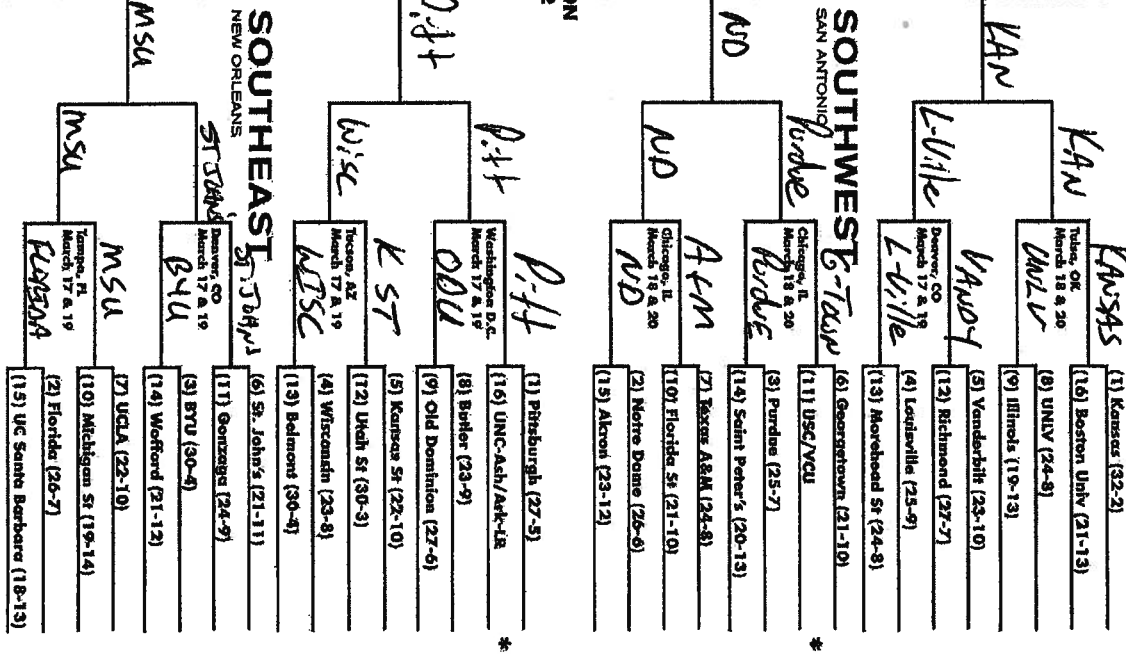 SOUTHWEST
SAN ANTONIO
(1) Kansas (32-2)
(16) Boston Univ (21-13)
(8) UNLV (24-8)
(9) Illinois (19-13)
(5) Vanderbilt (23-10)
(12) Richmond (27-7)
(4) Louisville (25-9)
(13) Morehead St (24-8)
(6) Georgetown (21-10)
(11) USC/VCU *
(3) Purdue (25-7)
(14) Saint Peter's (20-13)
(7) Texas A&M (24-8)
(10) Florida St (21-10)
(2) Notre Dame (26-6)
(15) Akron (23-12)
KANSAS
Tulsa, OK
March 18 & 20
UNLV
VANDY
Denver, CO
March 17 & 19
L-Ville
G-TOWN
Chicago, IL
March 18 & 20
PurduE
A+M
Chicago, IL
March 18 & 20
ND
KAN
L-Ville
Purdue
ND
KAN
ND
ON
SOUTHEAST
NEW ORLEANS
(1) Pittsburgh (27-5)
(16) UNC-Ash/Ark-LR *
(8) Butler (23-9)
(9) Old Dominion (27-6)
(5) Kansas St (22-10)
(12) Utah St (30-3)
(4) Wisconsin (23-8)
(13) Belmont (30-4)
(6) St. John's (21-11)
(11) Gonzaga (24-9)
(3) BYU (30-4)
(14) Wofford (21-12)
(7) UCLA (22-10)
(10) Michigan St (19-14)
(2) Florida (26-7)
(15) UC Santa Barbara (18-13)
Pitt
Washington D.C.
March 17 & 19
ODU
K ST
Tucson, AZ
March 17 & 19
WISC
ST. JOHNS
Denver, CO
March 17 & 19
BYU
MSU
Tampa, FL
March 17 & 19
FLORIDA
Pitt
Wisc
ST JOHNS
MSU
Pitt
MSU